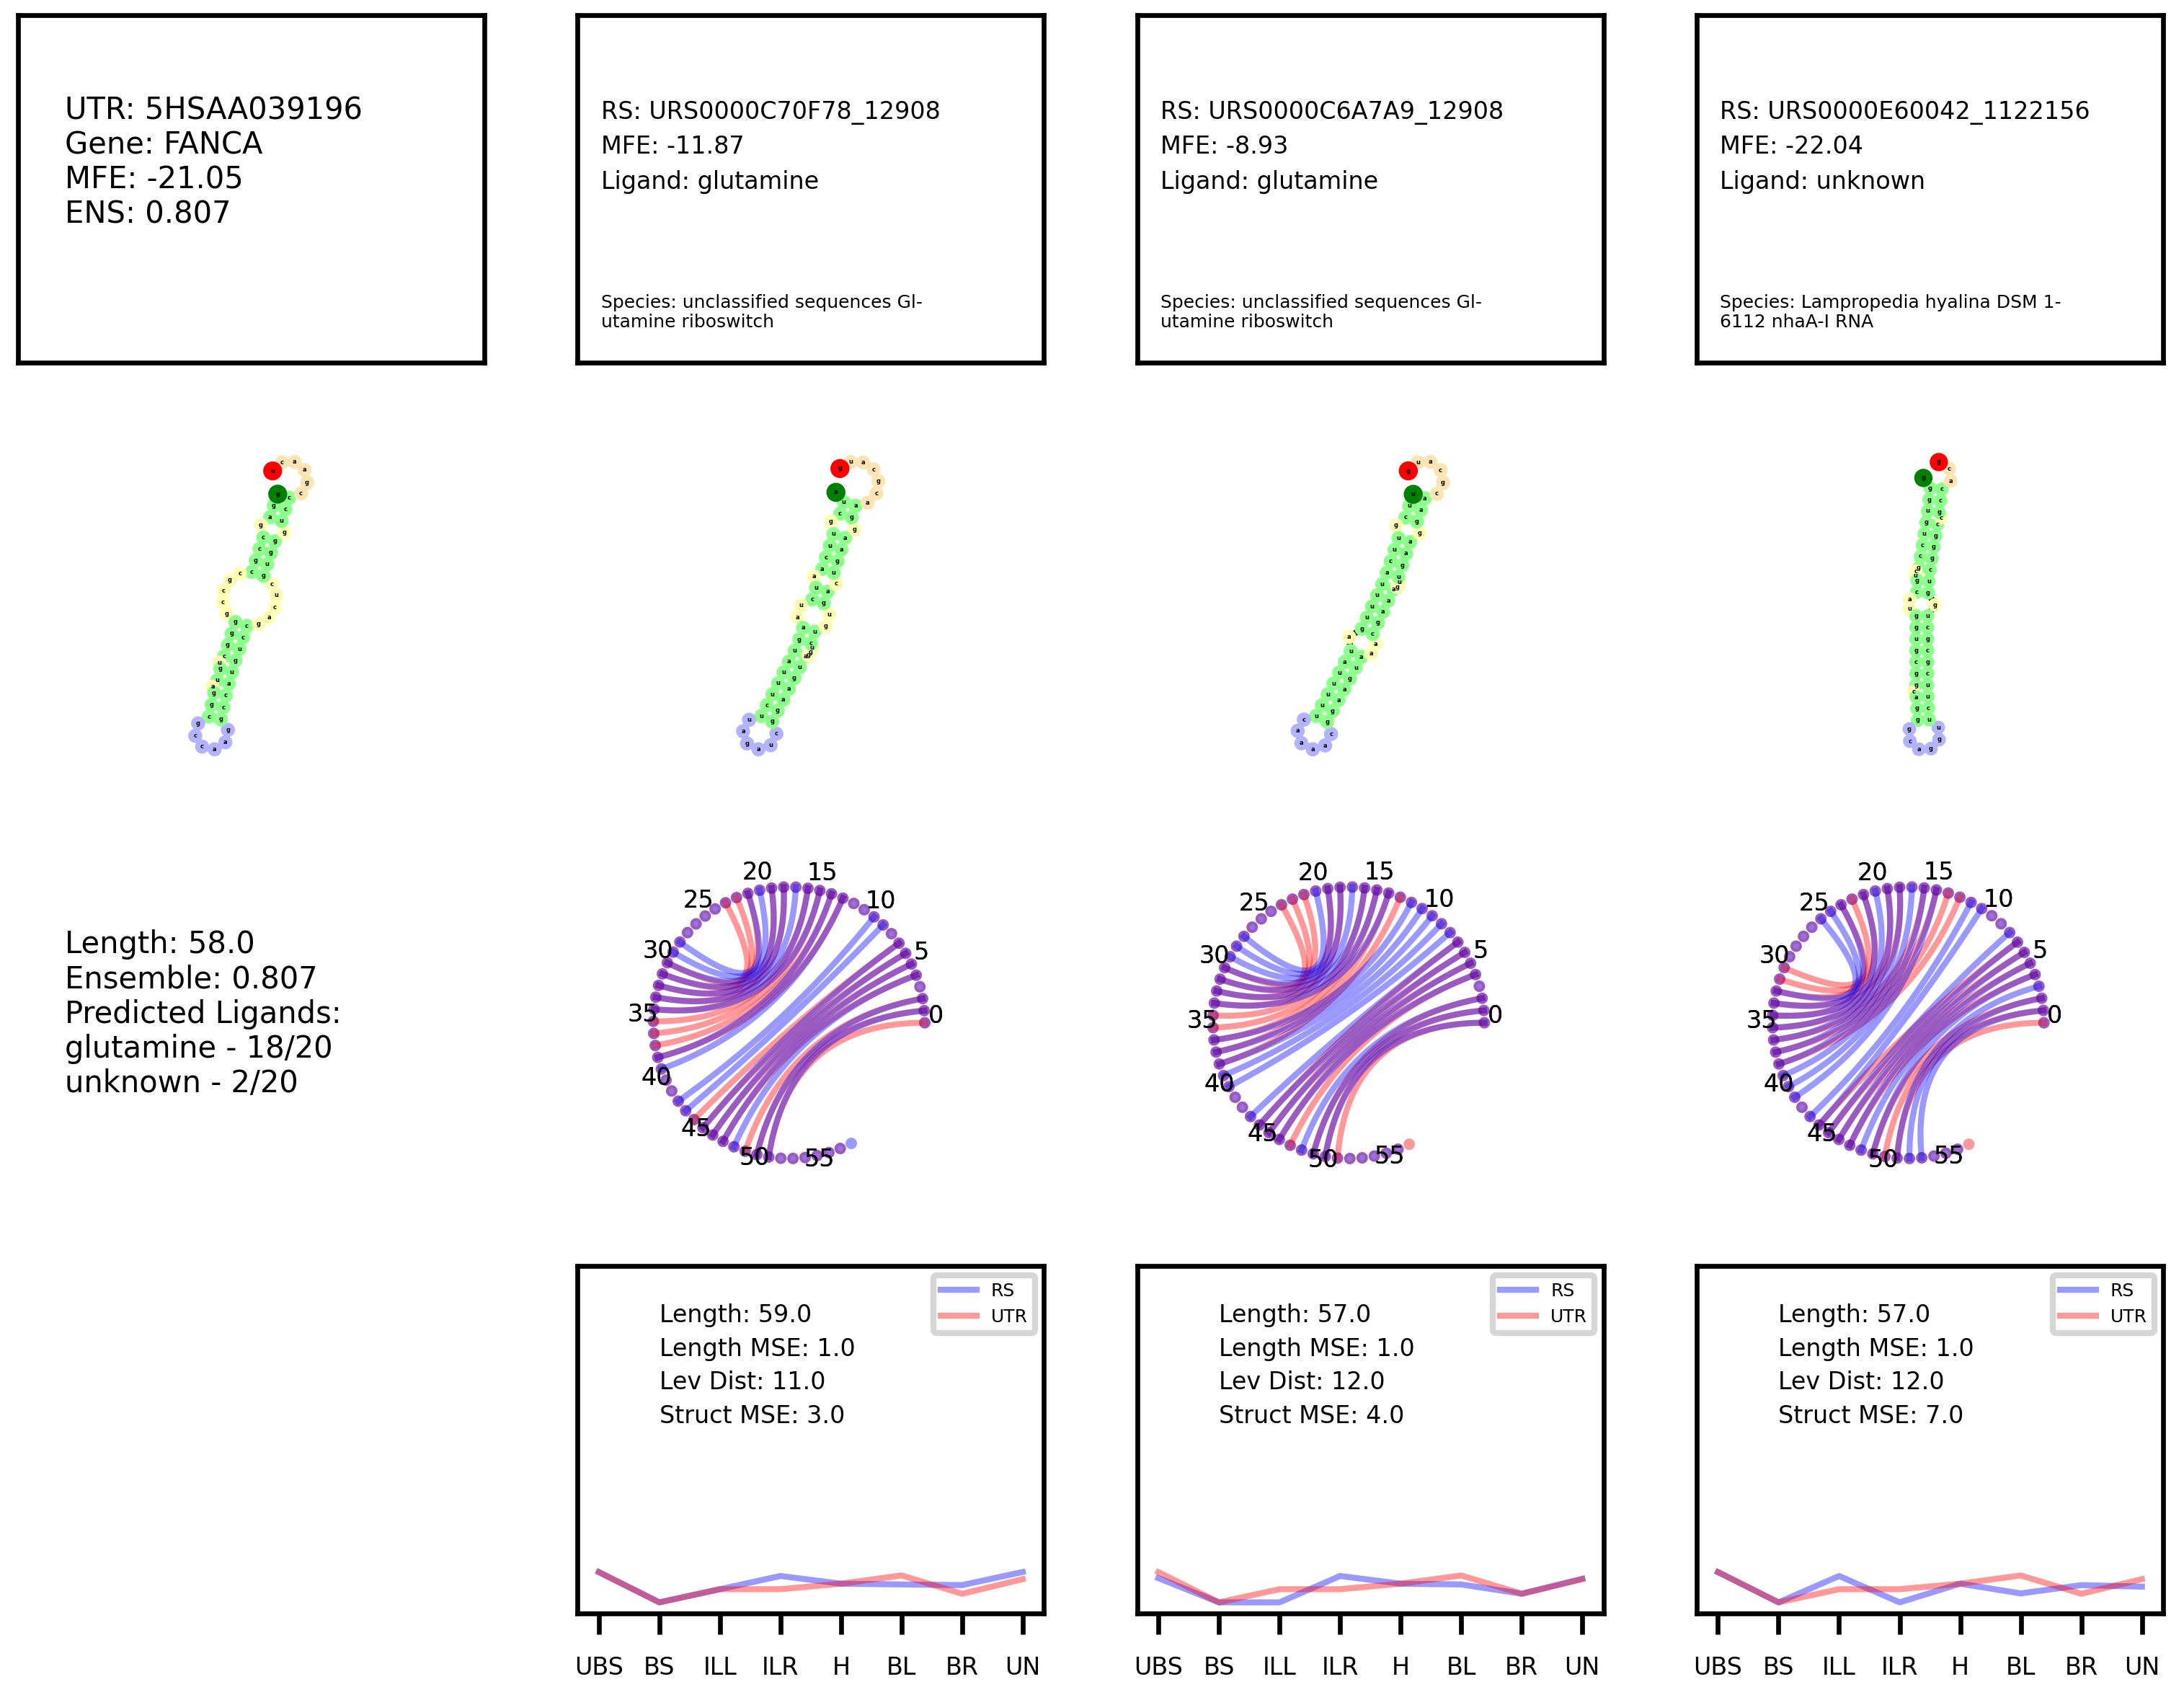 UTR: 5HSAA039196
Gene: FANCA
MFE: -21.05
ENS: 0.807
RS: URS0000C70F78_12908
MFE: -11.87
Ligand: glutamine
Species: unclassified sequences Gl-
utamine riboswitch
RS: URS0000C6A7A9_12908
MFE: -8.93
Ligand: glutamine
Species: unclassified sequences Gl-
utamine riboswitch
RS: URS0000E60042_1122156
MFE: -22.04
Ligand: unknown
Species: Lampropedia hyalina DSM 1-
6112 nhaA-I RNA
Length: 58.0
Ensemble: 0.807
Predicted Ligands:
glutamine - 18/20
unknown - 2/20
0
5
10
15
20
25
30
35
40
45
50
55
0
5
10
15
20
25
30
35
40
45
50
55
0
5
10
15
20
25
30
35
40
45
50
55
RS
UTR
Length: 59.0
Length MSE: 1.0
Lev Dist: 11.0
Struct MSE: 3.0
UBS BS ILL ILR H BL BR UN
RS
UTR
Length: 57.0
Length MSE: 1.0
Lev Dist: 12.0
Struct MSE: 4.0
UBS BS ILL ILR H BL BR UN
RS
UTR
Length: 57.0
Length MSE: 1.0
Lev Dist: 12.0
Struct MSE: 7.0
UBS BS ILL ILR H BL BR UN